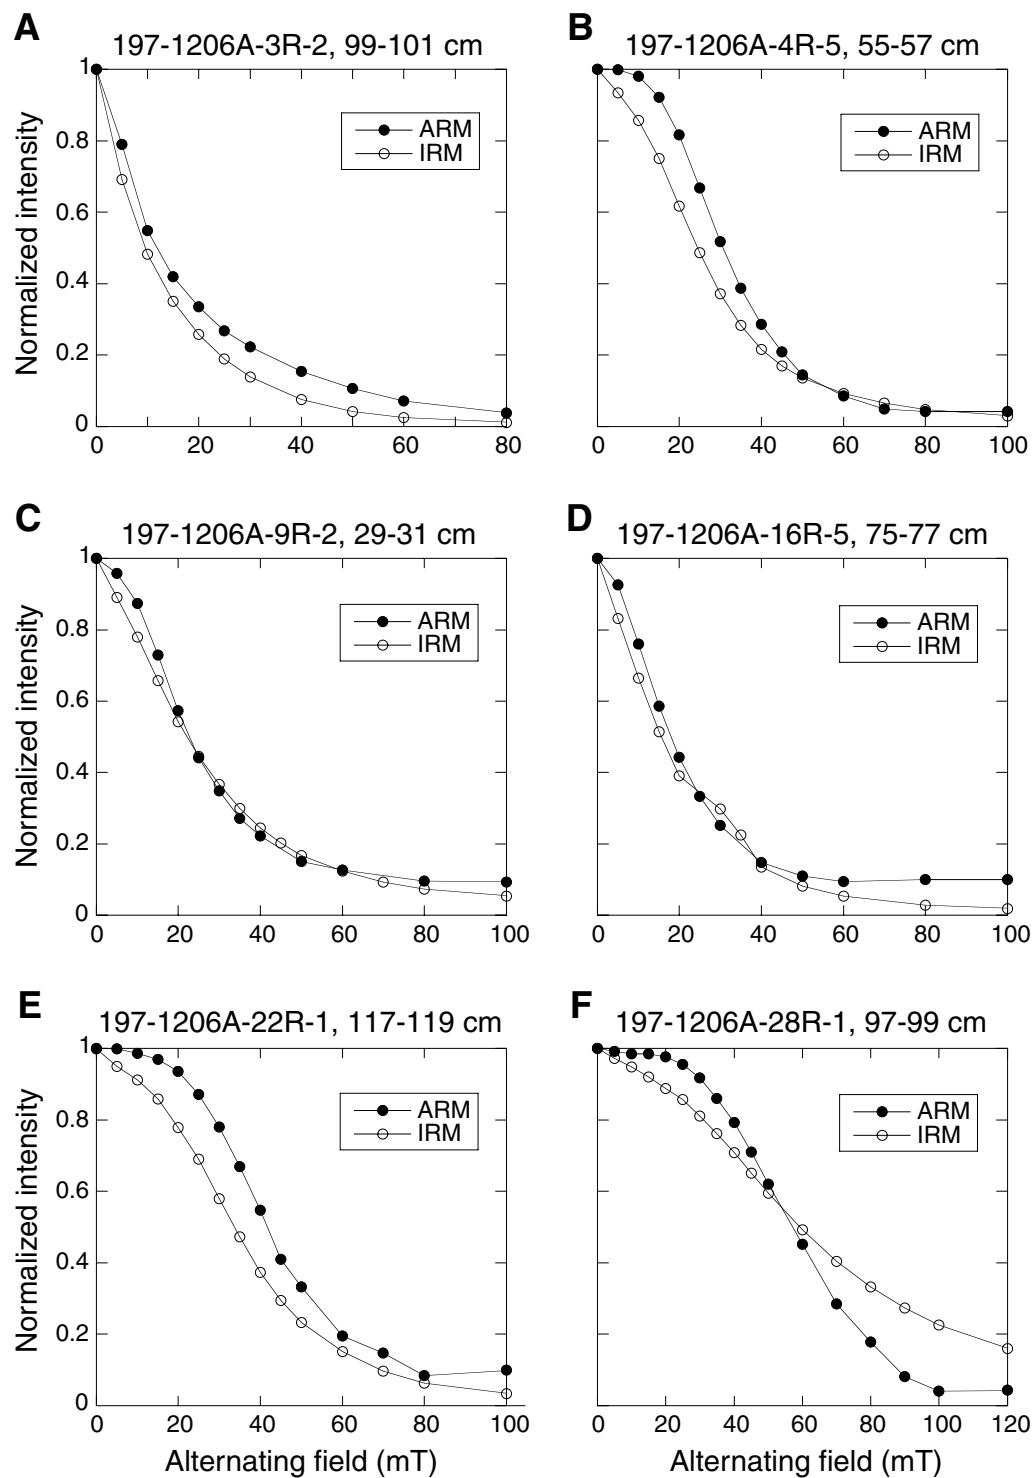 A
197-1206A-3R-2, 99-101 cm
Normalized intensity
1
0.8
0.6
0.4
0.2
0
0 20 40 60 80
ARM
IRM
B
197-1206A-4R-5, 55-57 cm
0 20 40 60 80 100
ARM
IRM
C
197-1206A-9R-2, 29-31 cm
Normalized intensity
1
0.8
0.6
0.4
0.2
0
0 20 40 60 80 100
ARM
IRM
D
197-1206A-16R-5, 75-77 cm
0 20 40 60 80 100
ARM
IRM
E
197-1206A-22R-1, 117-119 cm
Normalized intensity
1
0.8
0.6
0.4
0.2
0
0 20 40 60 80 100
Alternating field (mT)
ARM
IRM
F
197-1206A-28R-1, 97-99 cm
0 20 40 60 80 100 120
Alternating field (mT)
ARM
IRM